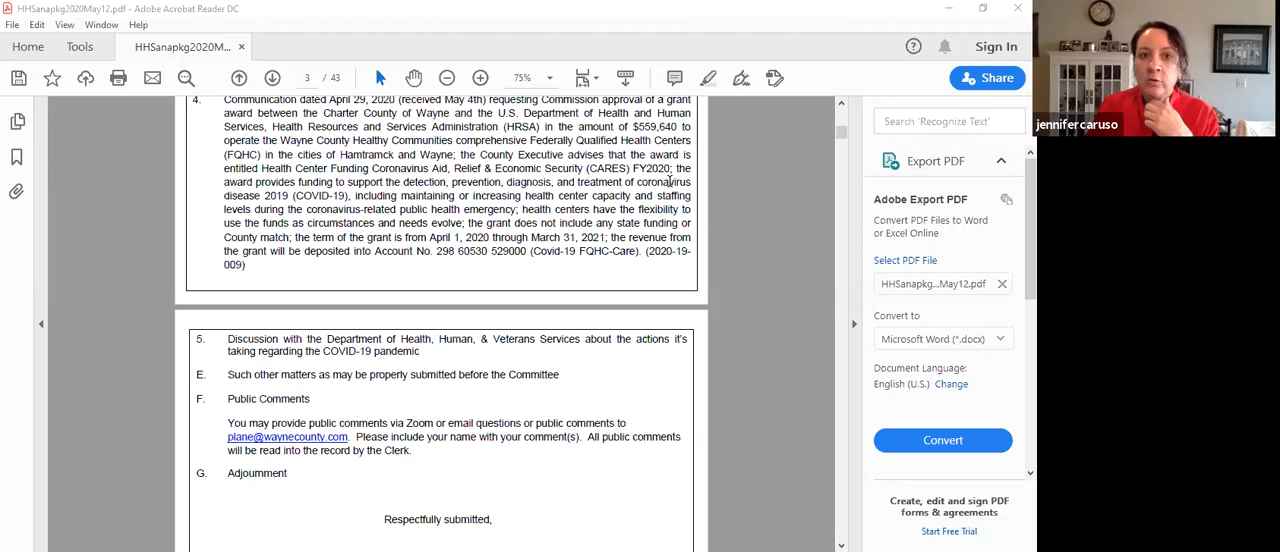 HHSanapkg2020May12.pdf - Adobe Acrobat Reader DC
File Edit View Window Help
Home Tools HHSanapkg2020M... × Sign In
3 / 43 75% Share
4. Communication dated April 29, 2020 (received May 4th) requesting Commission approval of a grant
award between the Charter County of Wayne and the U.S. Department of Health and Human
Services, Health Resources and Services Administration (HRSA) in the amount of $559,640 to
operate the Wayne County Healthy Communities comprehensive Federally Qualified Health Centers
(FQHC) in the cities of Hamtramck and Wayne; the County Executive advises that the award is
entitled Health Center Funding Coronavirus Aid, Relief & Economic Security (CARES) FY2020; the
award provides funding to support the detection, prevention, diagnosis, and treatment of coronavirus
disease 2019 (COVID-19), including maintaining or increasing health center capacity and staffing
levels during the coronavirus-related public health emergency; health centers have the flexibility to
use the funds as circumstances and needs evolve; the grant does not include any state funding or
County match; the term of the grant is from April 1, 2020 through March 31, 2021; the revenue from
the grant will be deposited into Account No. 298 60530 529000 (Covid-19 FQHC-Care). (2020-19-
009)
5. Discussion with the Department of Health, Human, & Veterans Services about the actions it's
taking regarding the COVID-19 pandemic
E. Such other matters as may be properly submitted before the Committee
F. Public Comments
You may provide public comments via Zoom or email questions or public comments to
plane@waynecounty.com. Please include your name with your comment(s). All public comments
will be read into the record by the Clerk.
G. Adjournment
Respectfully submitted,
Search 'Recognize Text'
Export PDF
Adobe Export PDF
Convert PDF Files to Word
or Excel Online
Select PDF File
HHSanapkg...May12.pdf
Convert to
Microsoft Word (*.docx)
Document Language:
English (U.S.) Change
Convert
Create, edit and sign PDF
forms & agreements
Start Free Trial
jennifercaruso